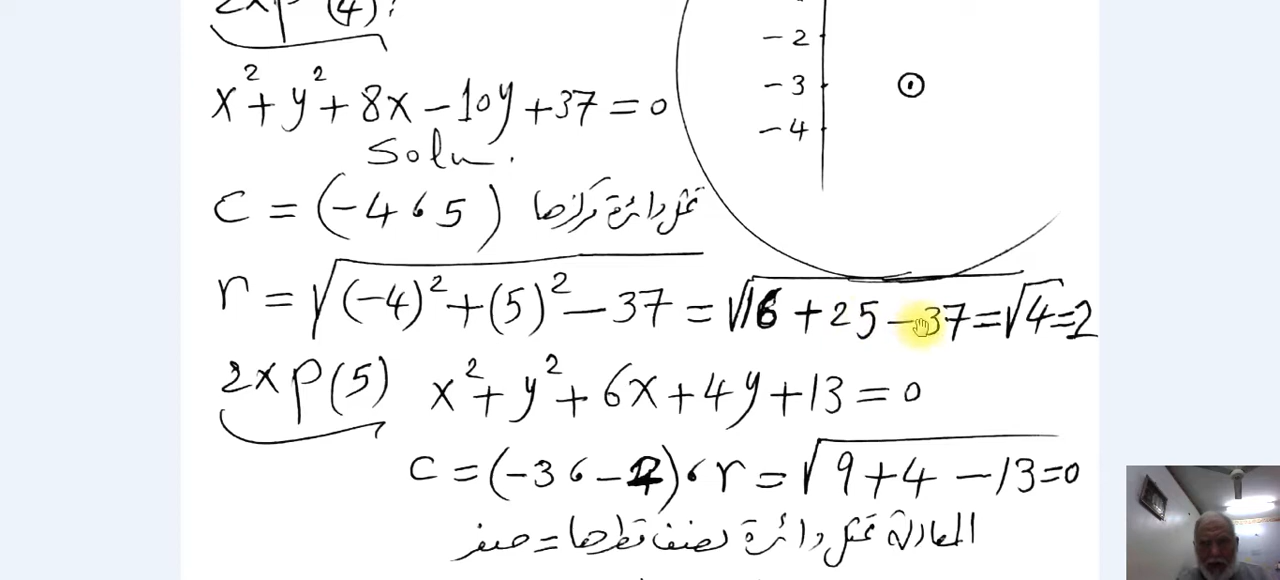 exp (4):
-2
-3
-4
x² + y² + 8x - 10y + 37 = 0
Soln.
C = (-4 ، 5) تمثل دائرة مركزها
r = √((-4)² + (5)² - 37) = √(16 + 25 - 37) = √4 = 2
exp(5) x² + y² + 6x + 4y + 13 = 0
C = (-3 ، -2) ، r = √(9 + 4 - 13) = 0
المعادلة تمثل دائرة نصف قطرها = صفر